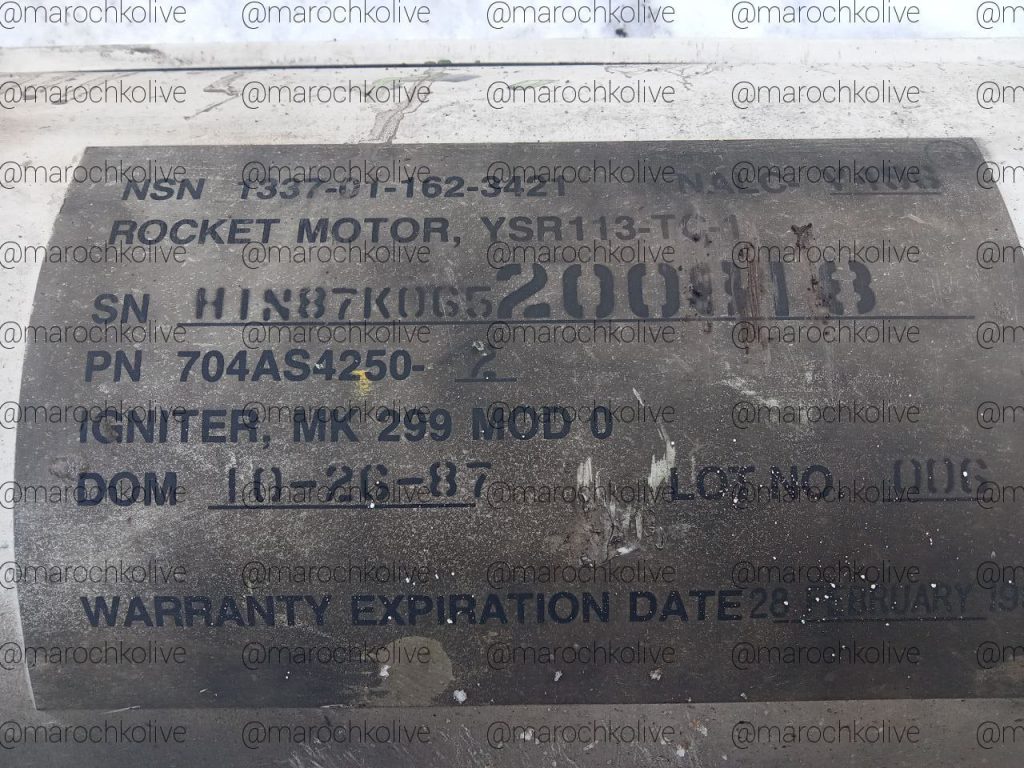 NSN 1337-01-162-3421 NALC-
ROCKET MOTOR, YSR113-TC-1
SN HIN87K065
PN 704AS4250-
IGNITER, MK 299 MOD 0
DOM 10-26-87 LOT NO. 006
WARRANTY EXPIRATION DATE 28 FEBRUARY
@marochkolive